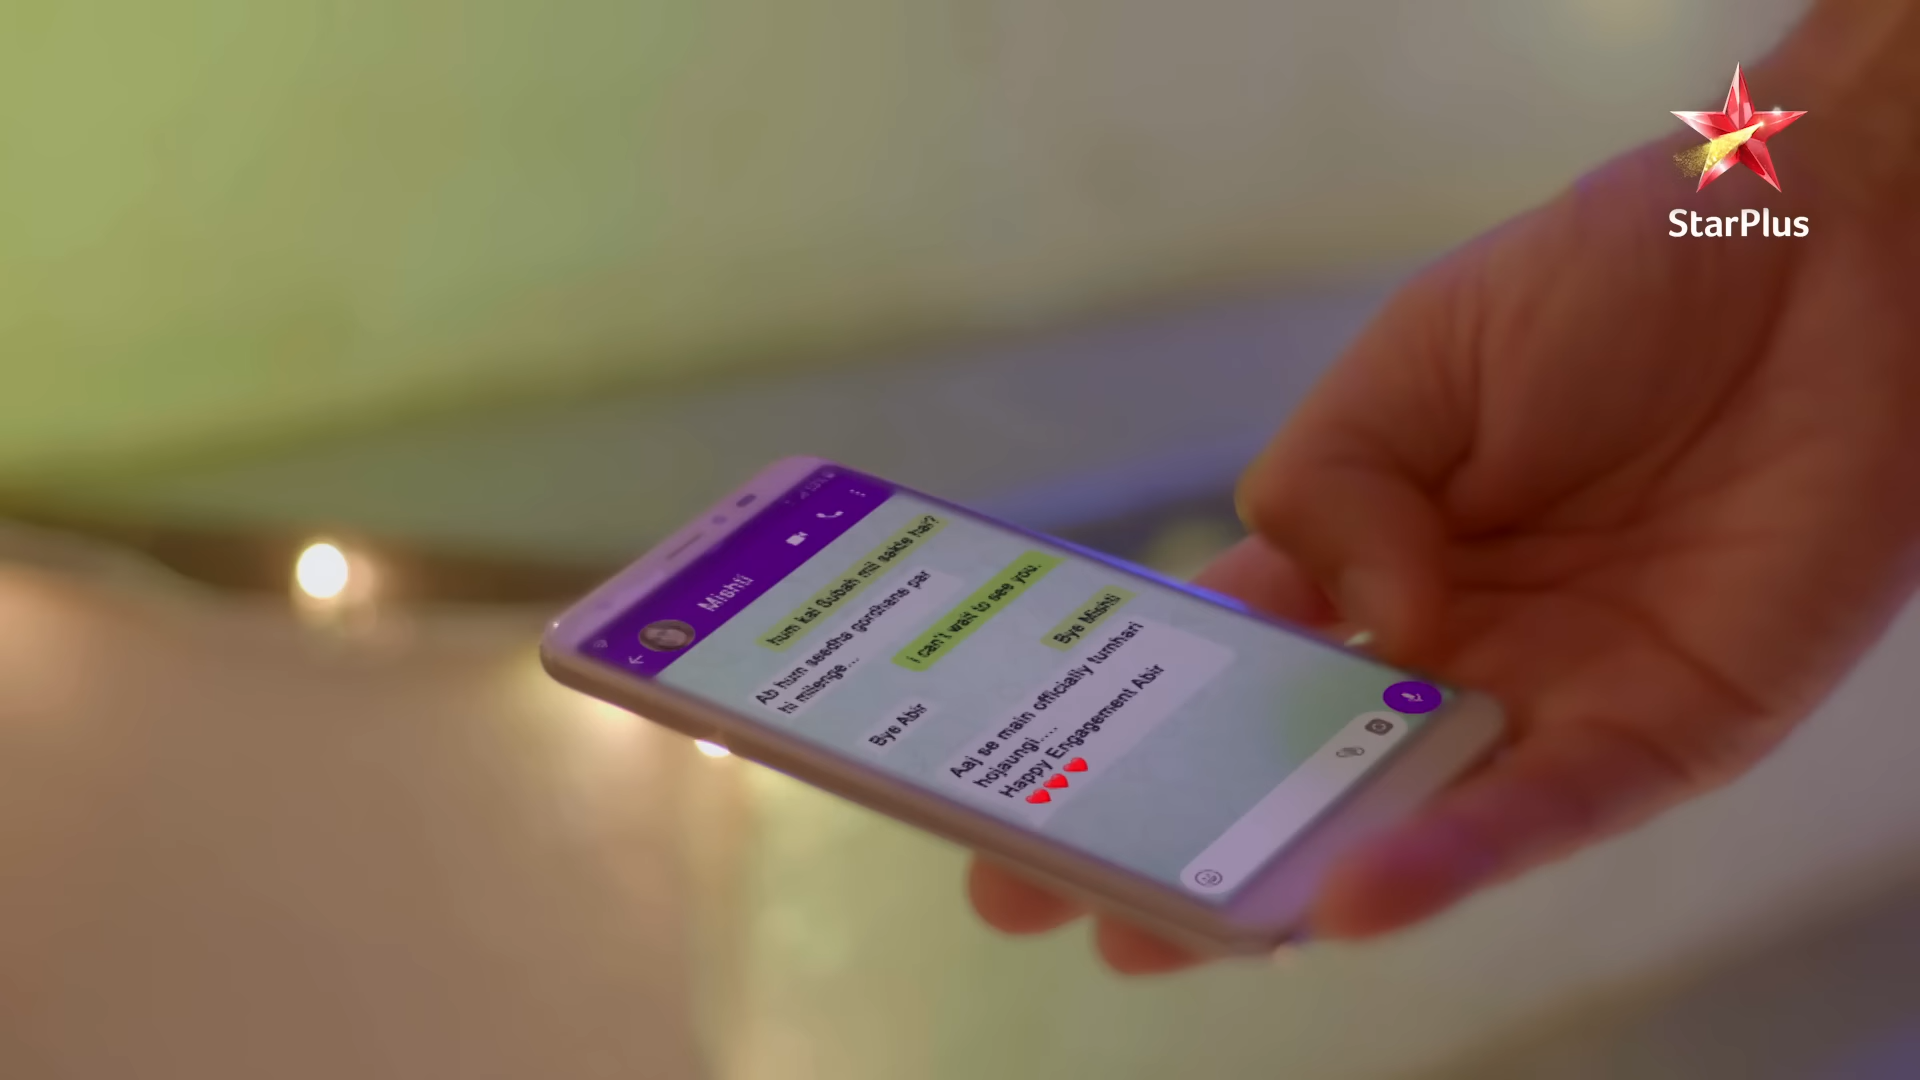 StarPlus
Mishti
hum kal Subah mil sakte hai?
Ab hum seedha gordhane par
hi milenge...
i can't wait to see you.
Bye Mishti
Bye Abir
Aaj se main officially tumhari
hojaungi....
Happy Engagement Abir
❤️❤️❤️